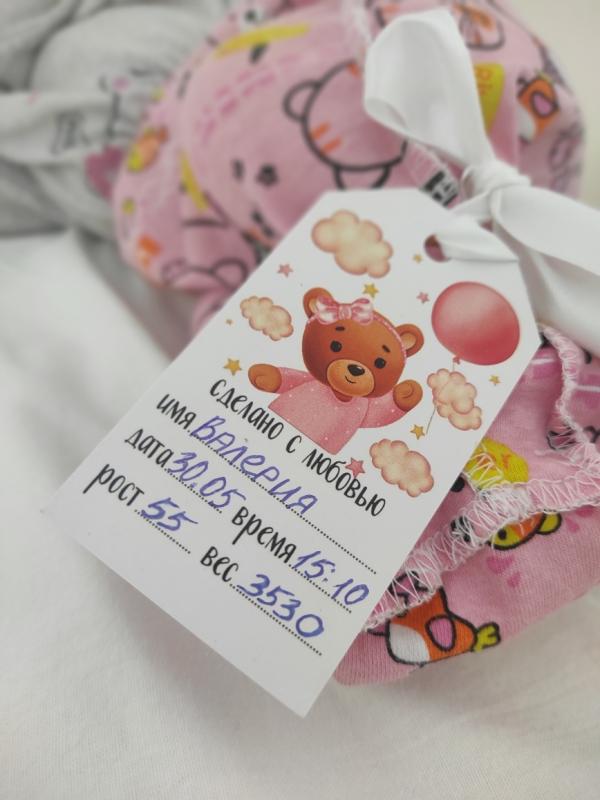 сделано с любовью
имя Валерия
дата 30.05 время 15:10
рост 55 вес 3530